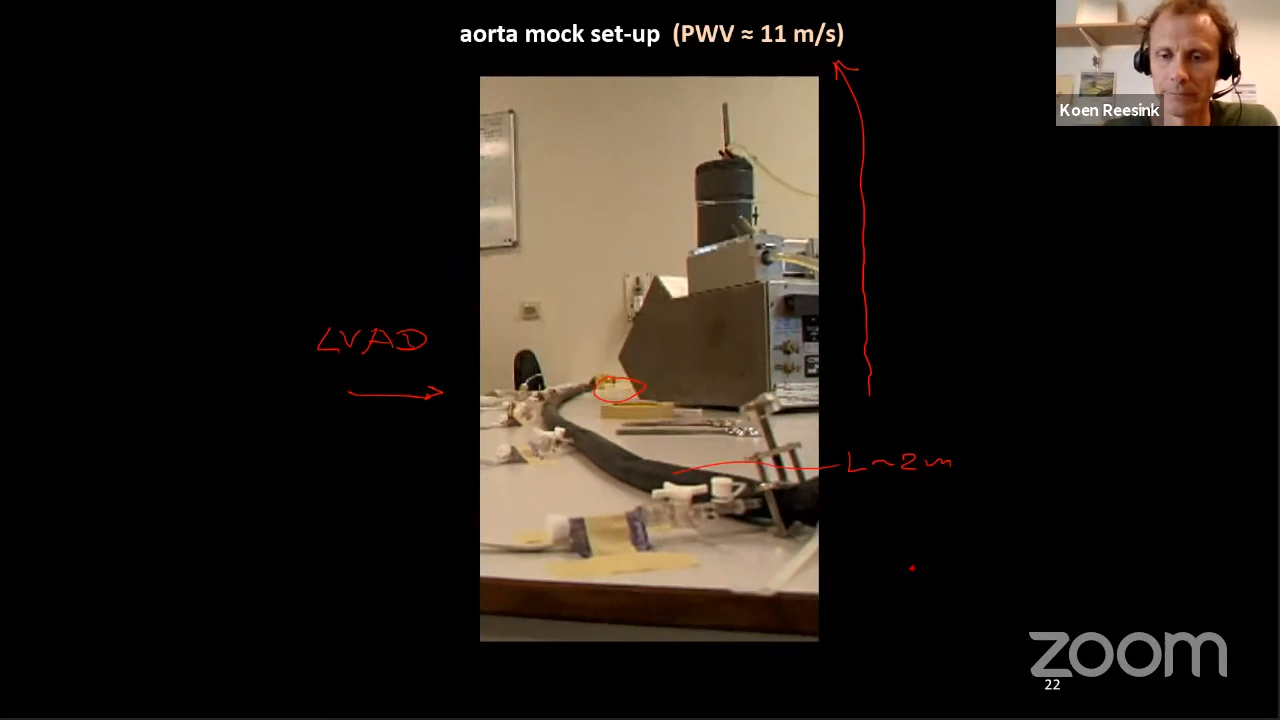 aorta mock set-up (PWV ≈ 11 m/s)
Koen Reesink
LVAD
L~2m
zoom
22